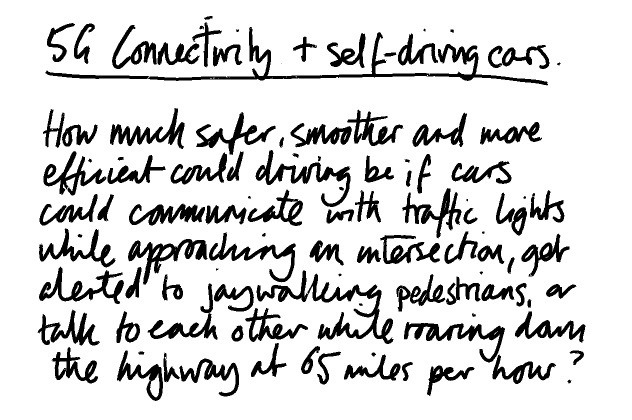 5G Connectivity + self-driving cars.
How much safer, smoother and more
efficient could driving be if cars
could communicate with traffic lights
while approaching an intersection, get
alerted to jaywalking pedestrians, or
talk to each other while roaring down
the highway at 65 miles per hour?